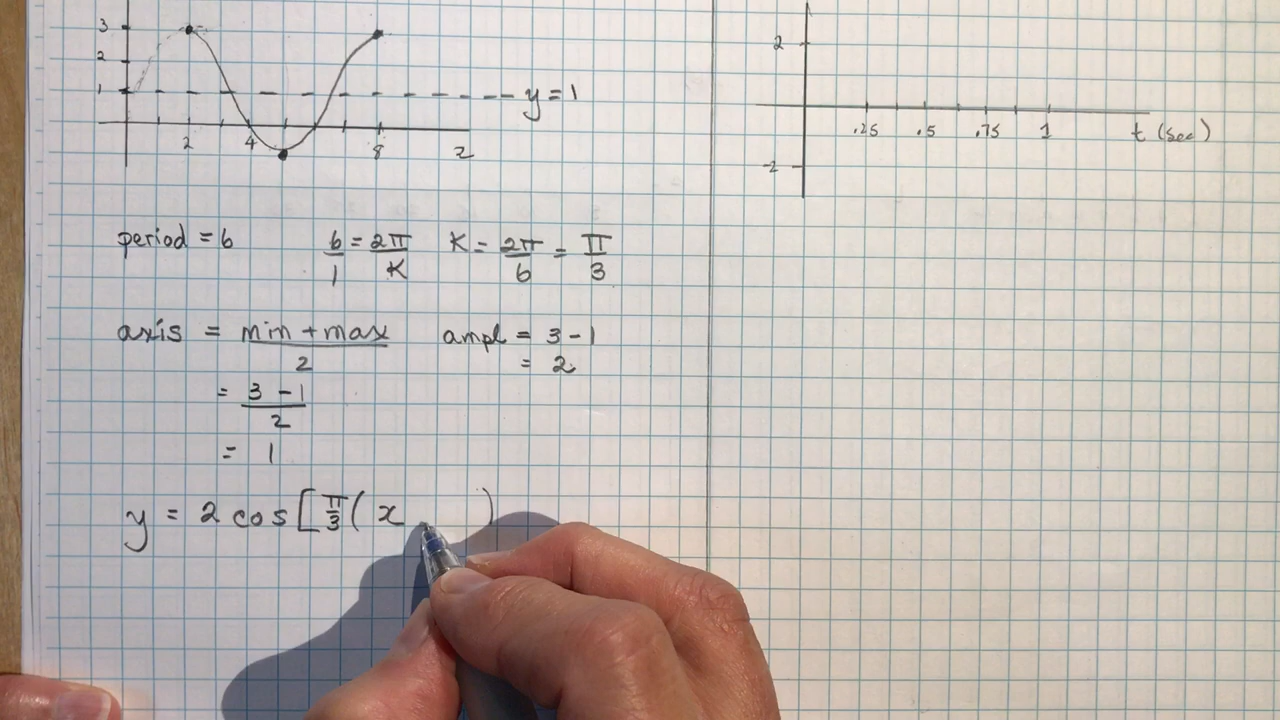 3
2
1
y = 1
2 4 8 2
2
-2
.25 .5 .75 1 t (sec)
period = 6 6/1 = 2π/K K = 2π/6 = π/3
axis = min + max / 2 ampl = 3 - 1
= 2
= 3 - 1 / 2
= 1
y = 2 cos [ π/3 ( x )